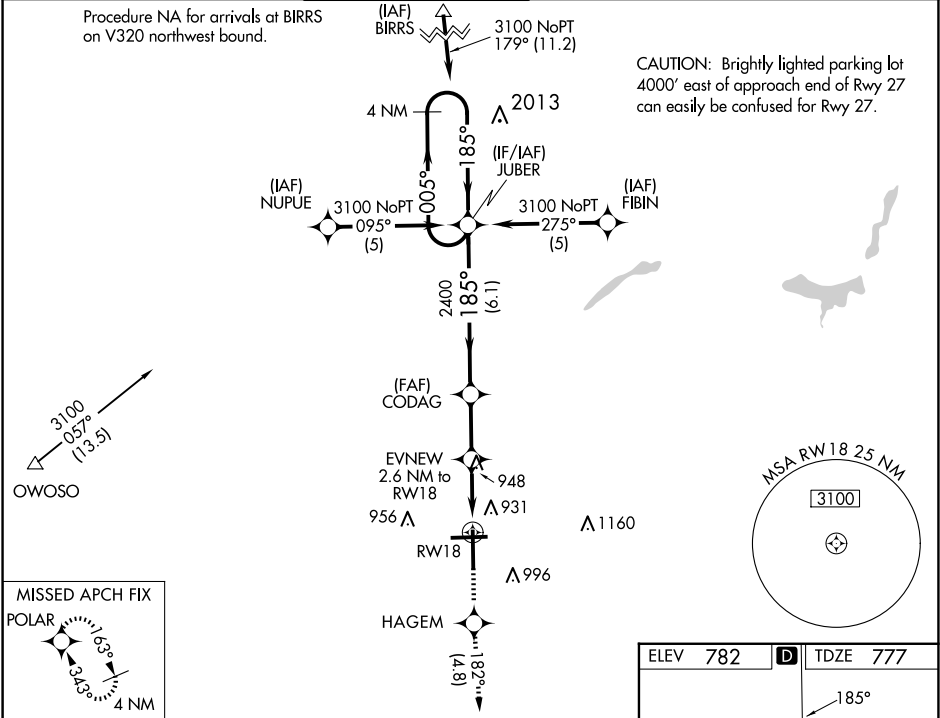 Procedure NA for arrivals at BIRRS
on V320 northwest bound.
(IAF)
BIRRS
3100 NoPT
179° (11.2)
CAUTION: Brightly lighted parking lot
4000' east of approach end of Rwy 27
can easily be confused for Rwy 27.
4 NM
2013
185°
005°
(IF/IAF)
JUBER
(IAF)
NUPUE
3100 NoPT
095°
(5)
3100 NoPT
275°
(5)
(IAF)
FIBIN
2400
185°
(6.1)
(FAF)
CODAG
3100
057°
(13.5)
OWOSO
EVNEW
2.6 NM to
RW18
948
931
956
1160
RW18
996
MSA RW18 25 NM
3100
MISSED APCH FIX
POLAR
163°
343°
4 NM
HAGEM
182°
(4.8)
ELEV 782 D TDZE 777
185°